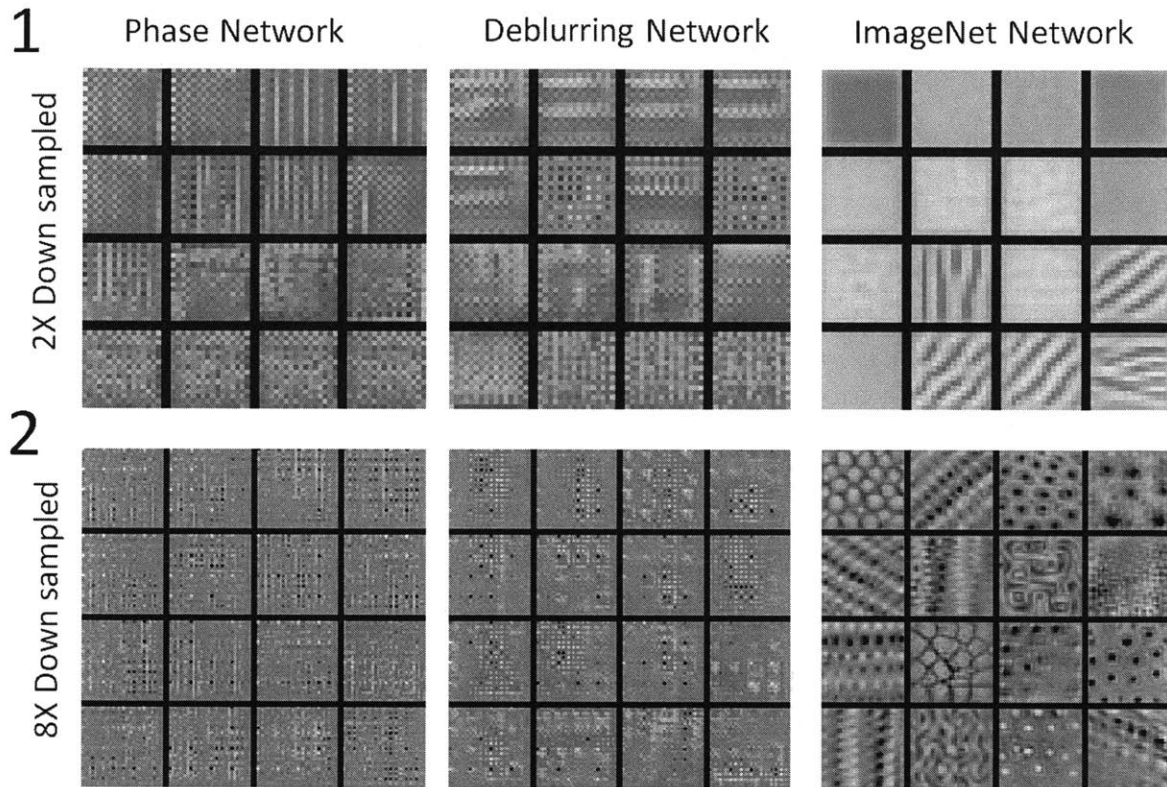 1
Phase Network
Deblurring Network
ImageNet Network
2X Down sampled
2
8X Down sampled